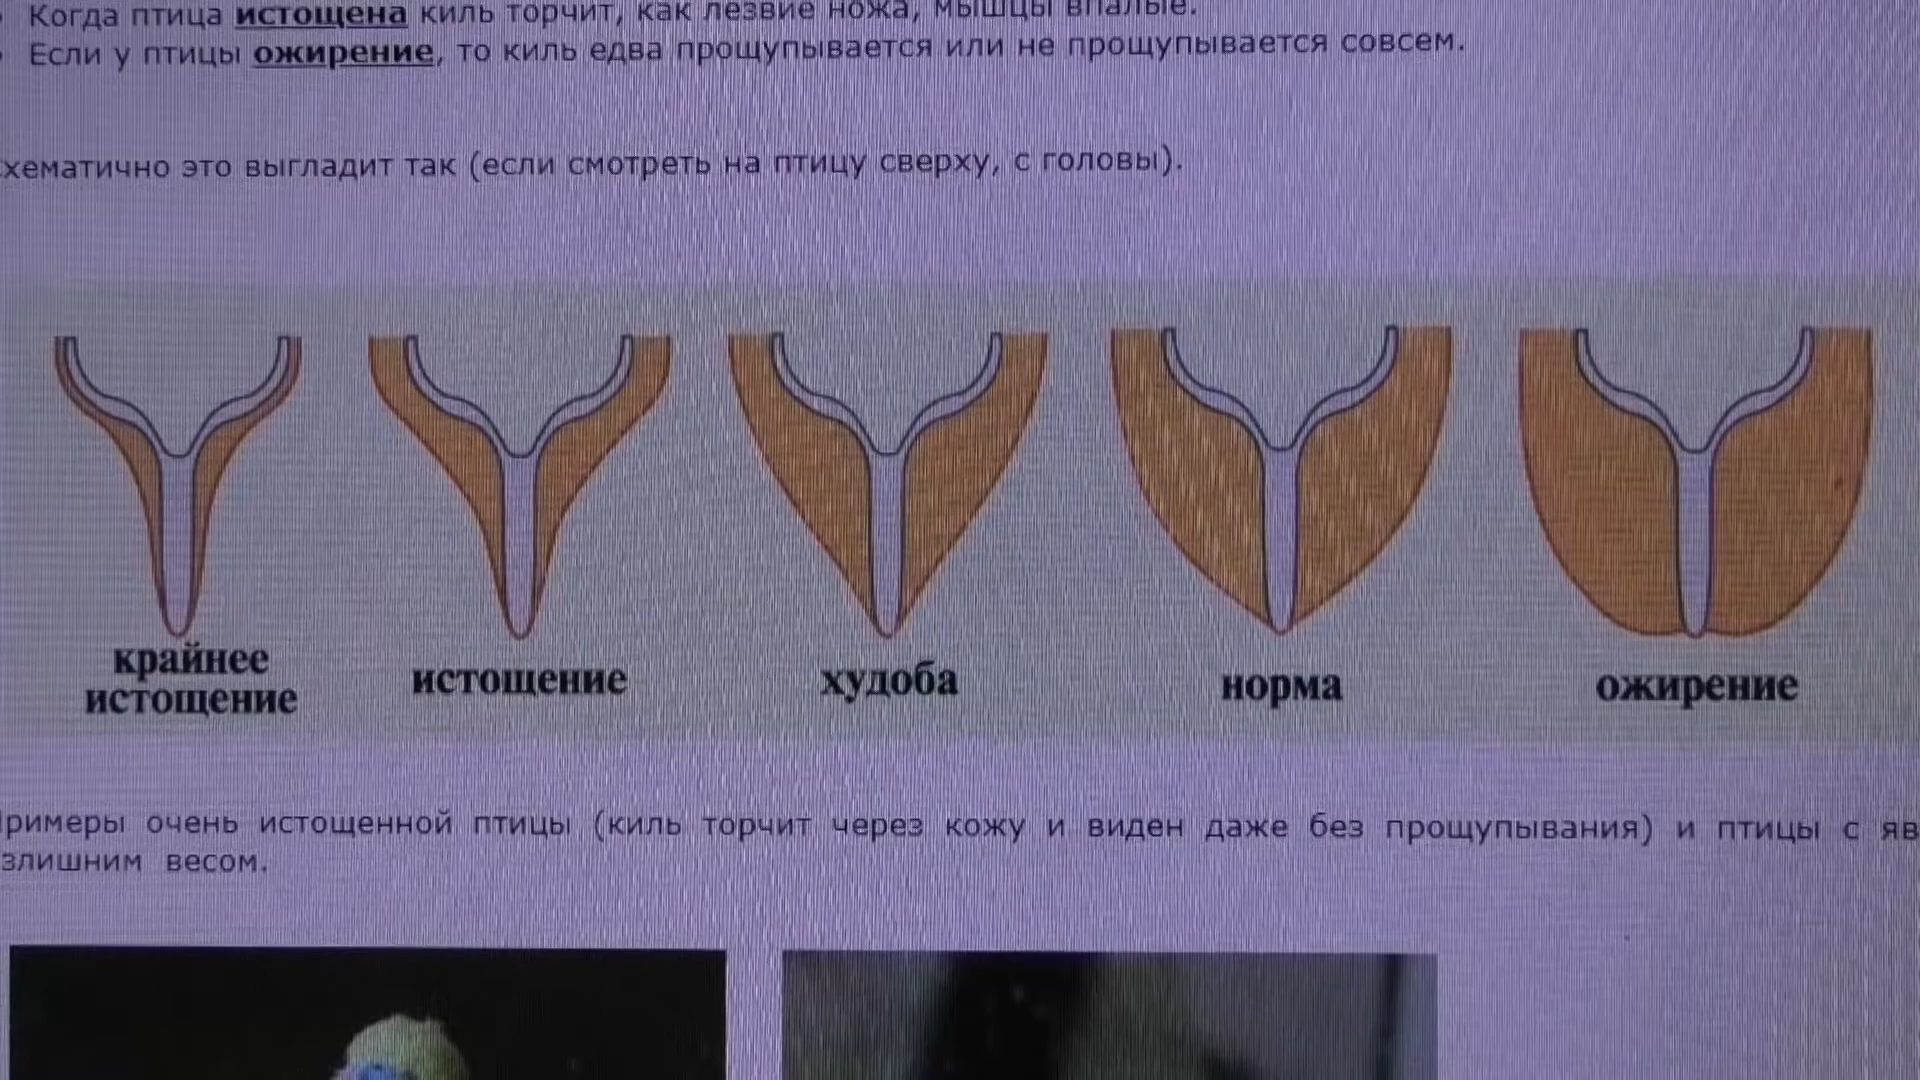 Когда птица истощена киль торчит, как лезвие ножа, мышцы впалые.
Если у птицы ожирение, то киль едва прощупывается или не прощупывается совсем.
хематично это выгладит так (если смотреть на птицу сверху, с головы).
крайнее
истощение
истощение
худоба
норма
ожирение
римеры очень истощенной птицы (киль торчит через кожу и виден даже без прощупывания) и птицы с яв
злишним весом.